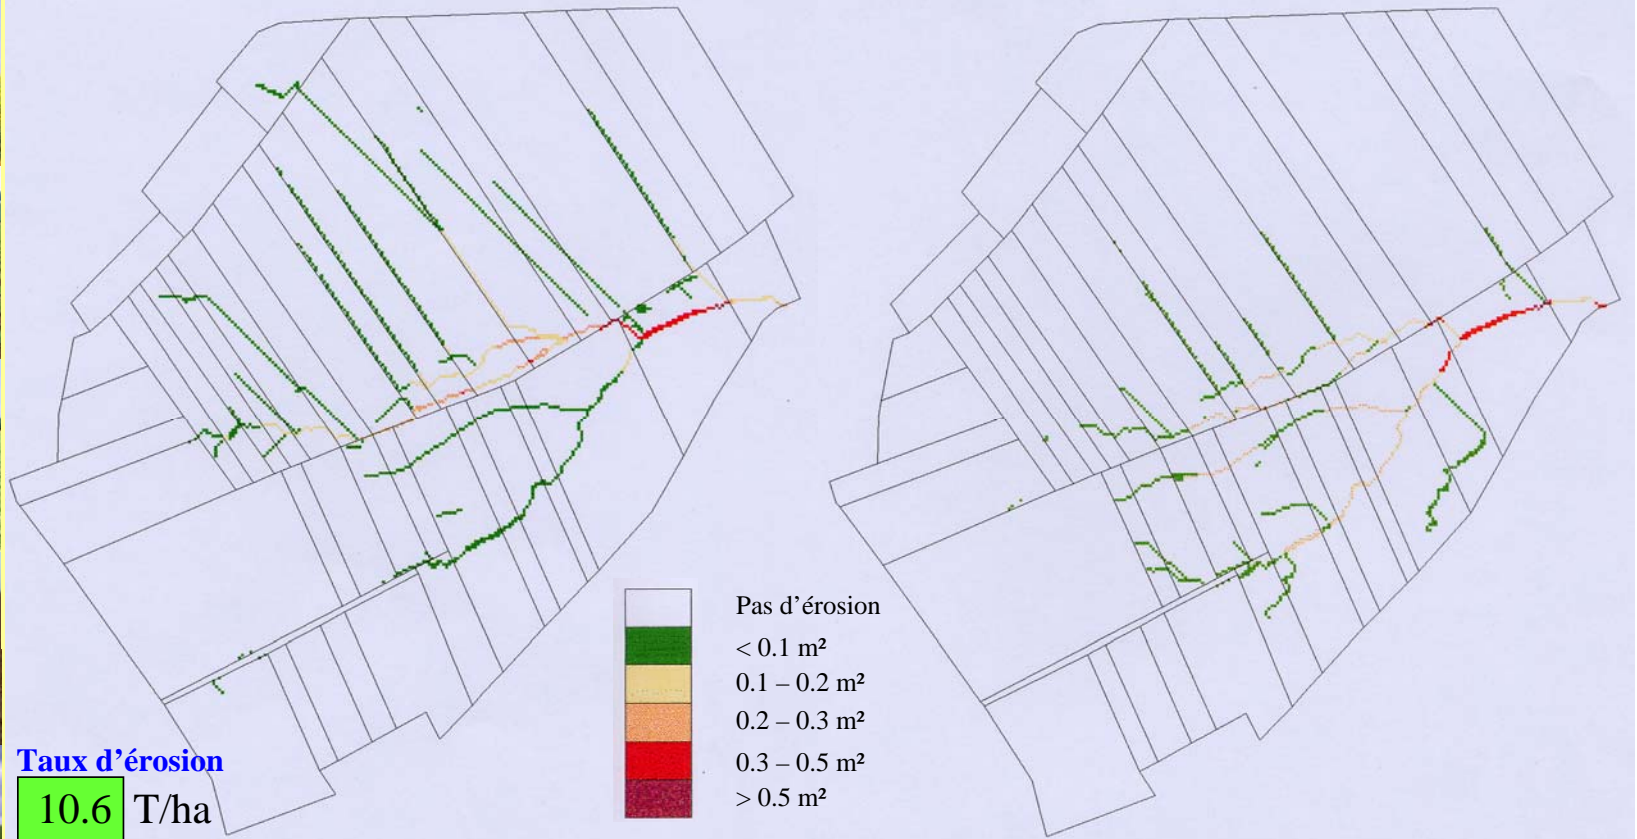 Pas d’érosion
< 0.1 m²
0.1 – 0.2 m²
0.2 – 0.3 m²
0.3 – 0.5 m²
> 0.5 m²
Taux d’érosion
10.6 T/ha